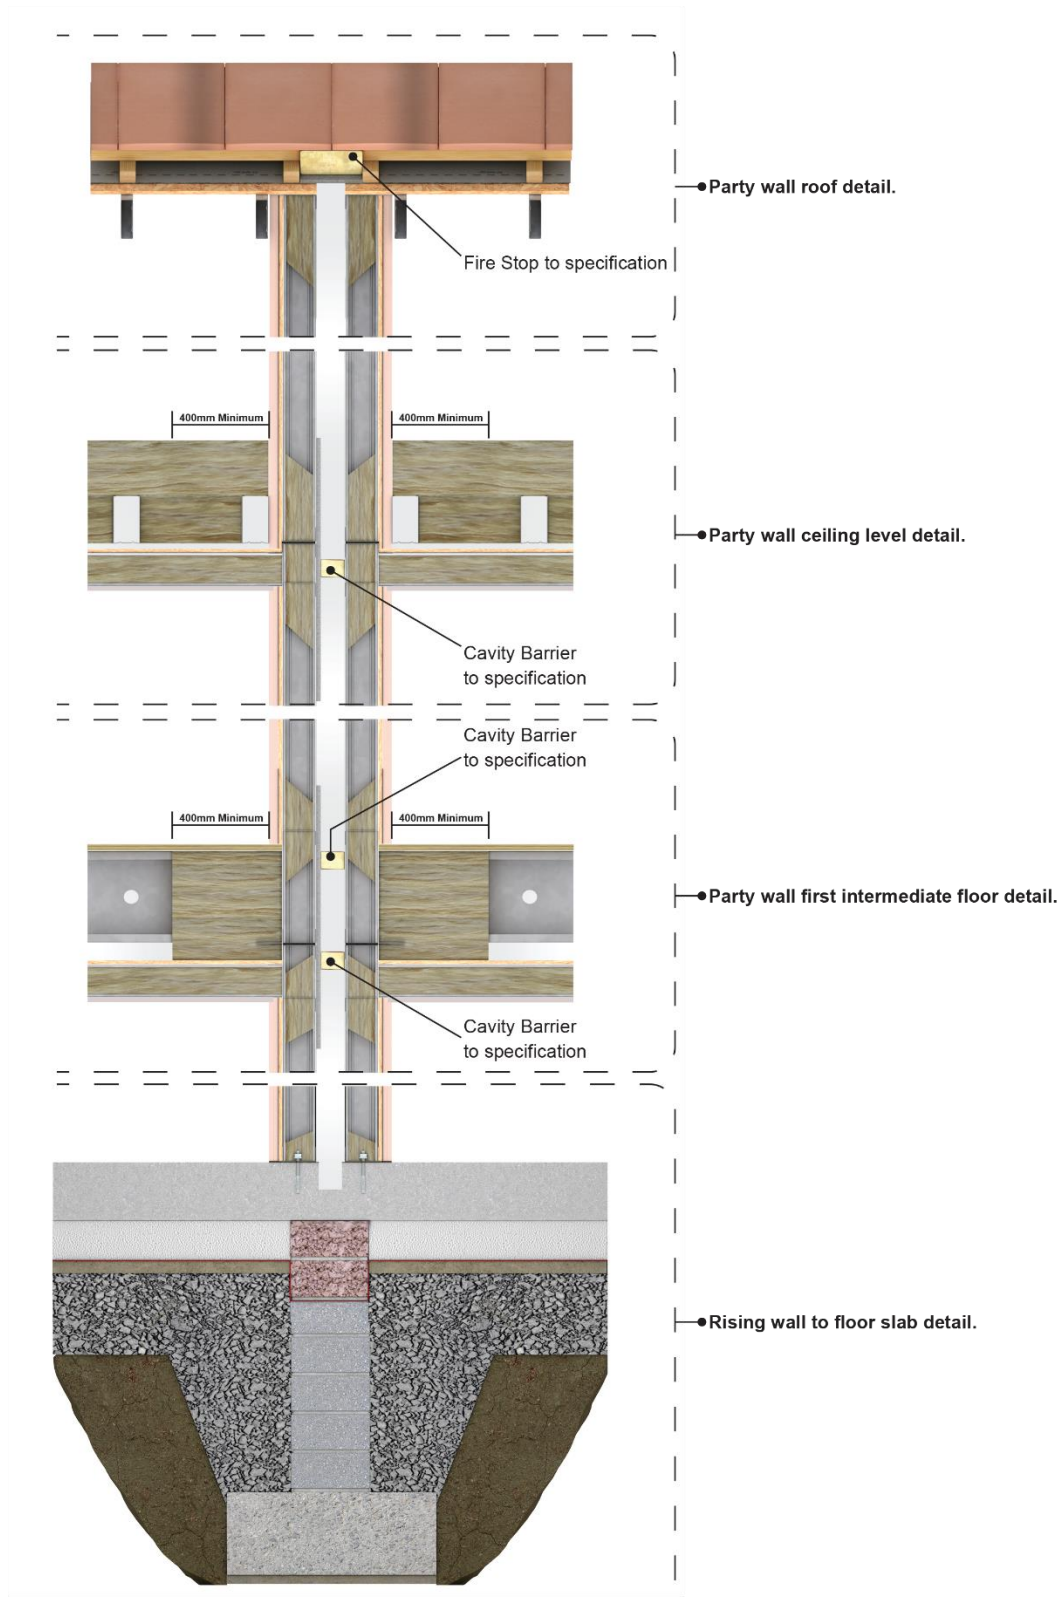 Party wall roof detail.
Fire Stop to specification
400mm Minimum
400mm Minimum
Party wall ceiling level detail.
Cavity Barrier
to specification
Cavity Barrier
to specification
400mm Minimum
400mm Minimum
Party wall first intermediate floor detail.
Cavity Barrier
to specification
Rising wall to floor slab detail.